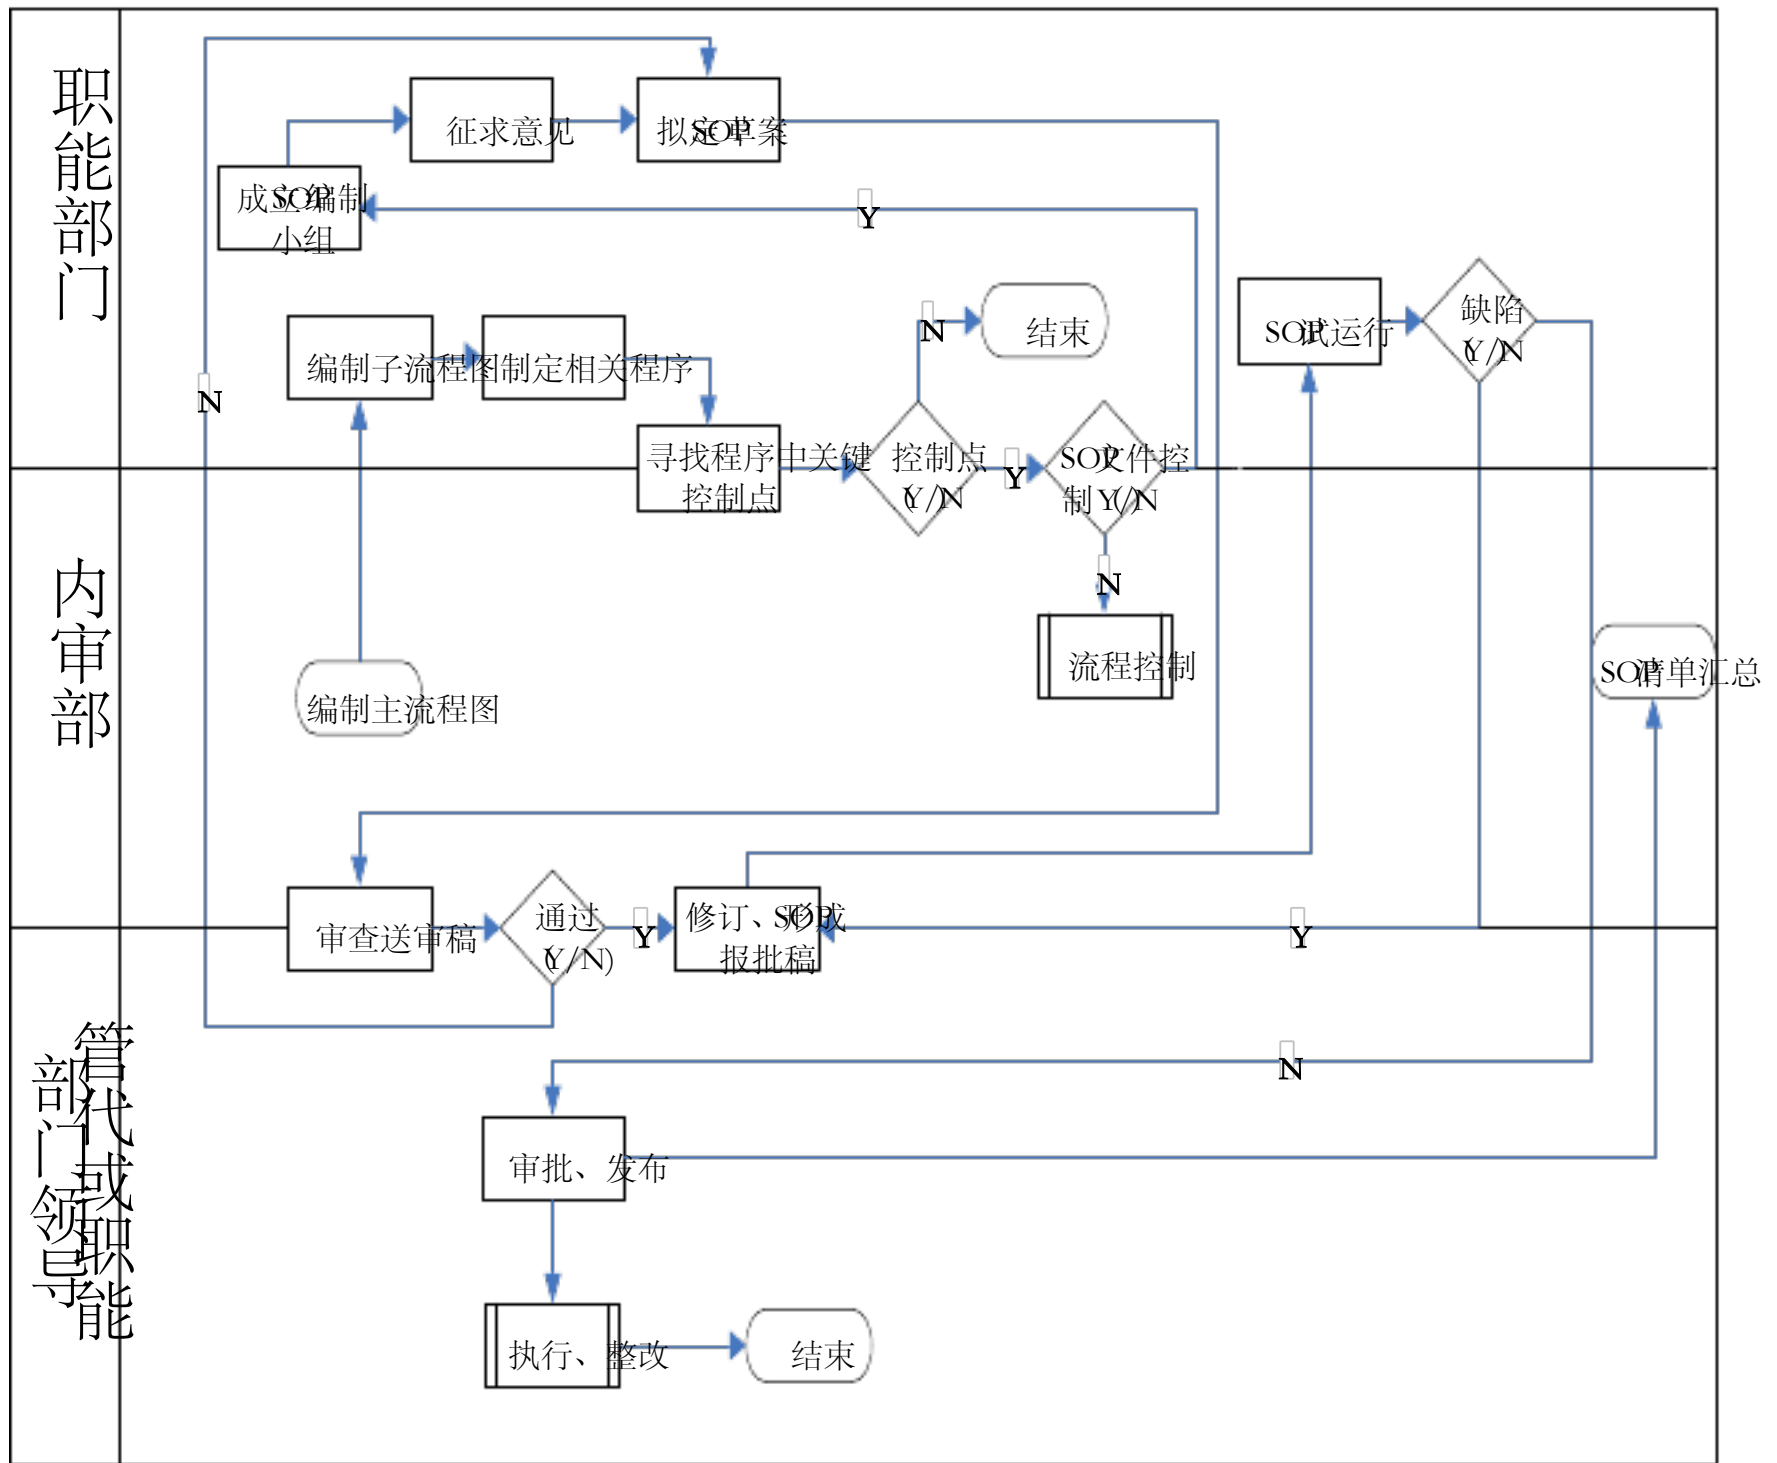 职能部门
征求意见
拟定SOP草案
成立SOP编制
小组
Y
编制子流程图
制定相关程序
N
结束
SOP试运行
缺陷
(Y/N)
N
寻找程序中关键
控制点
控制点
(Y/N)
Y
SOP文件控
制(Y/N)
N
内审部
流程控制
编制主流程图
SOP清单汇总
审查送审稿
通过
(Y/N)
Y
修订、形成SOP
报批稿
Y
管代或职能
部门领导
N
审批、发布
执行、整改
结束